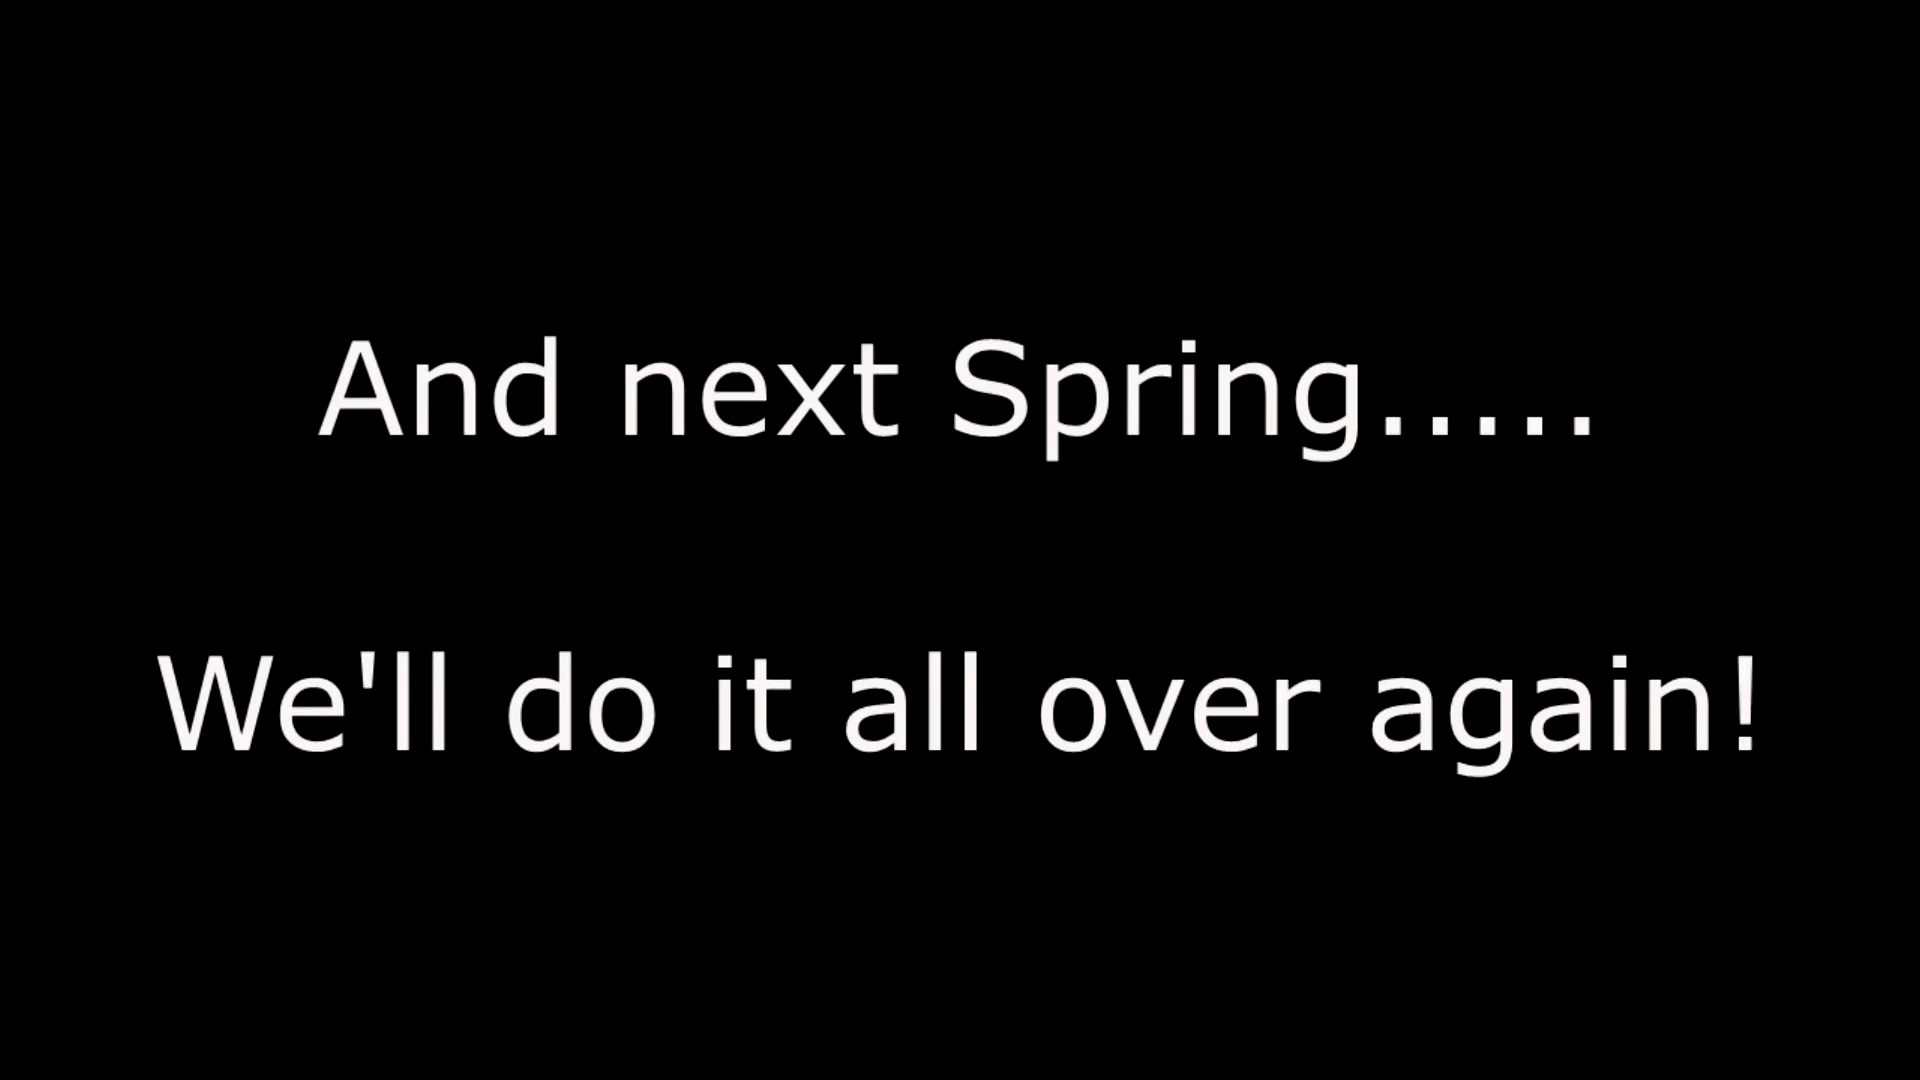 And next Spring.....
We'll do it all over again!